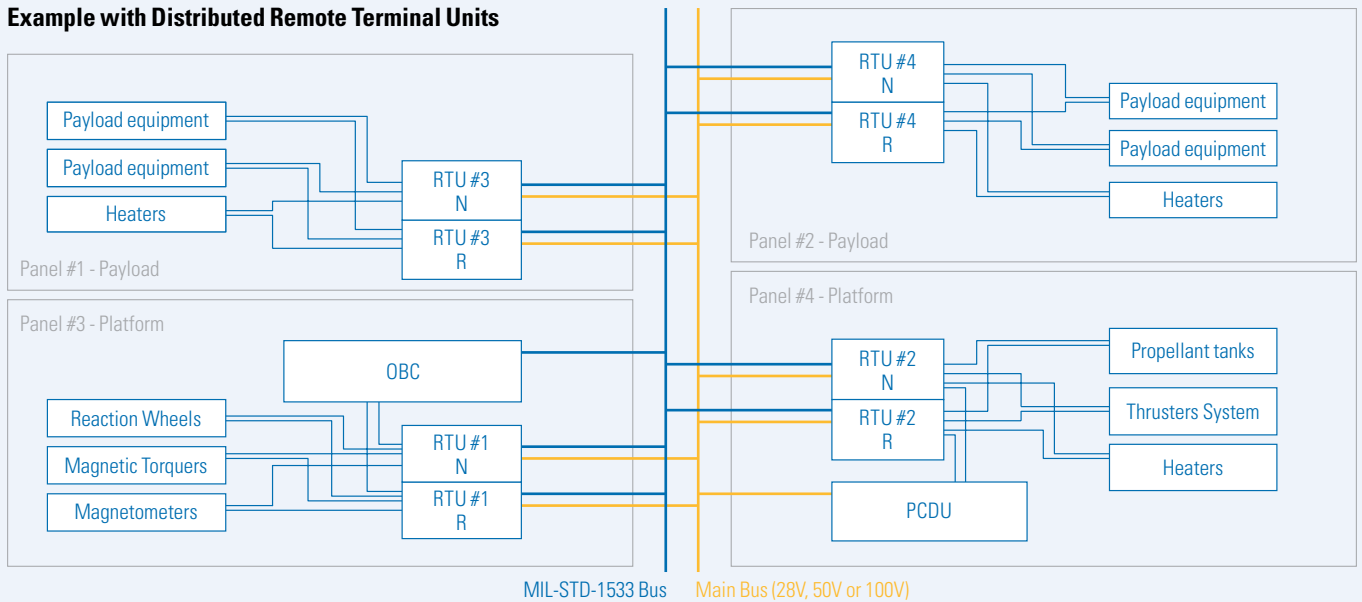 Example with Distributed Remote Terminal Units
Payload equipment
Payload equipment
Heaters
RTU #3
N
RTU #3
R
Panel #1 - Payload
RTU #4
N
RTU #4
R
Payload equipment
Payload equipment
Heaters
Panel #2 - Payload
Panel #3 - Platform
OBC
Reaction Wheels
Magnetic Torquers
Magnetometers
RTU #1
N
RTU #1
R
Panel #4 - Platform
RTU #2
N
RTU #2
R
Propellant tanks
Thrusters System
Heaters
PCDU
MIL-STD-1533 Bus
Main Bus (28V, 50V or 100V)